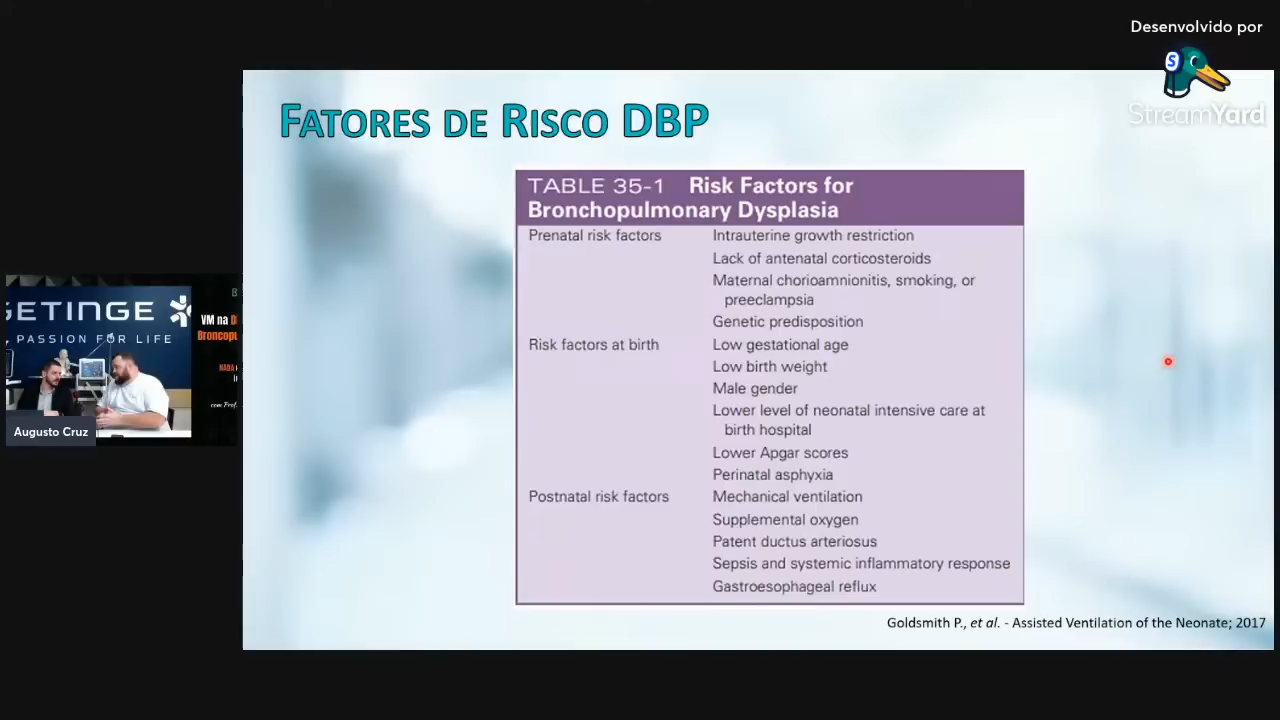 Desenvolvido por
S
StreamYard
FATORES DE RISCO DBP
TABLE 35-1 Risk Factors for
Bronchopulmonary Dysplasia
Prenatal risk factors Intrauterine growth restriction
Lack of antenatal corticosteroids
Maternal chorioamnionitis, smoking, or
preeclampsia
Genetic predisposition
Risk factors at birth Low gestational age
Low birth weight
Male gender
Lower level of neonatal intensive care at
birth hospital
Lower Apgar scores
Perinatal asphyxia
Postnatal risk factors Mechanical ventilation
Supplemental oxygen
Patent ductus arteriosus
Sepsis and systemic inflammatory response
Gastroesophageal reflux
Goldsmith P., et al. - Assisted Ventilation of the Neonate; 2017
GETINGE
PASSION FOR LIFE
VM na
Broncopu
NAVA
com Prof.
Augusto Cruz